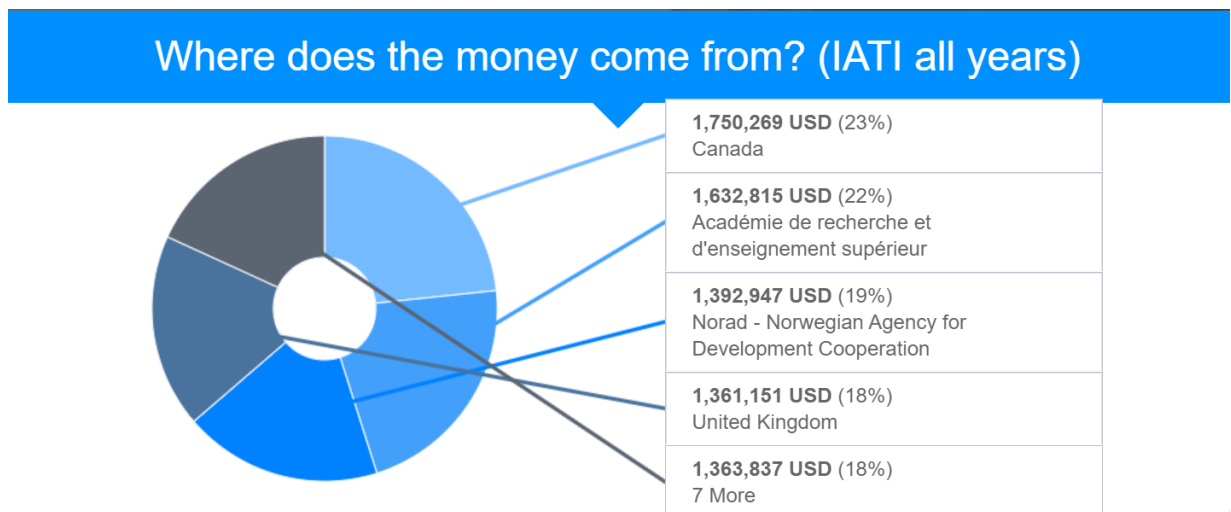 Where does the money come from? (IATI all years)
1,750,269 USD (23%)
Canada
1,632,815 USD (22%)
Académie de recherche et
d'enseignement supérieur
1,392,947 USD (19%)
Norad - Norwegian Agency for
Development Cooperation
1,361,151 USD (18%)
United Kingdom
1,363,837 USD (18%)
7 More